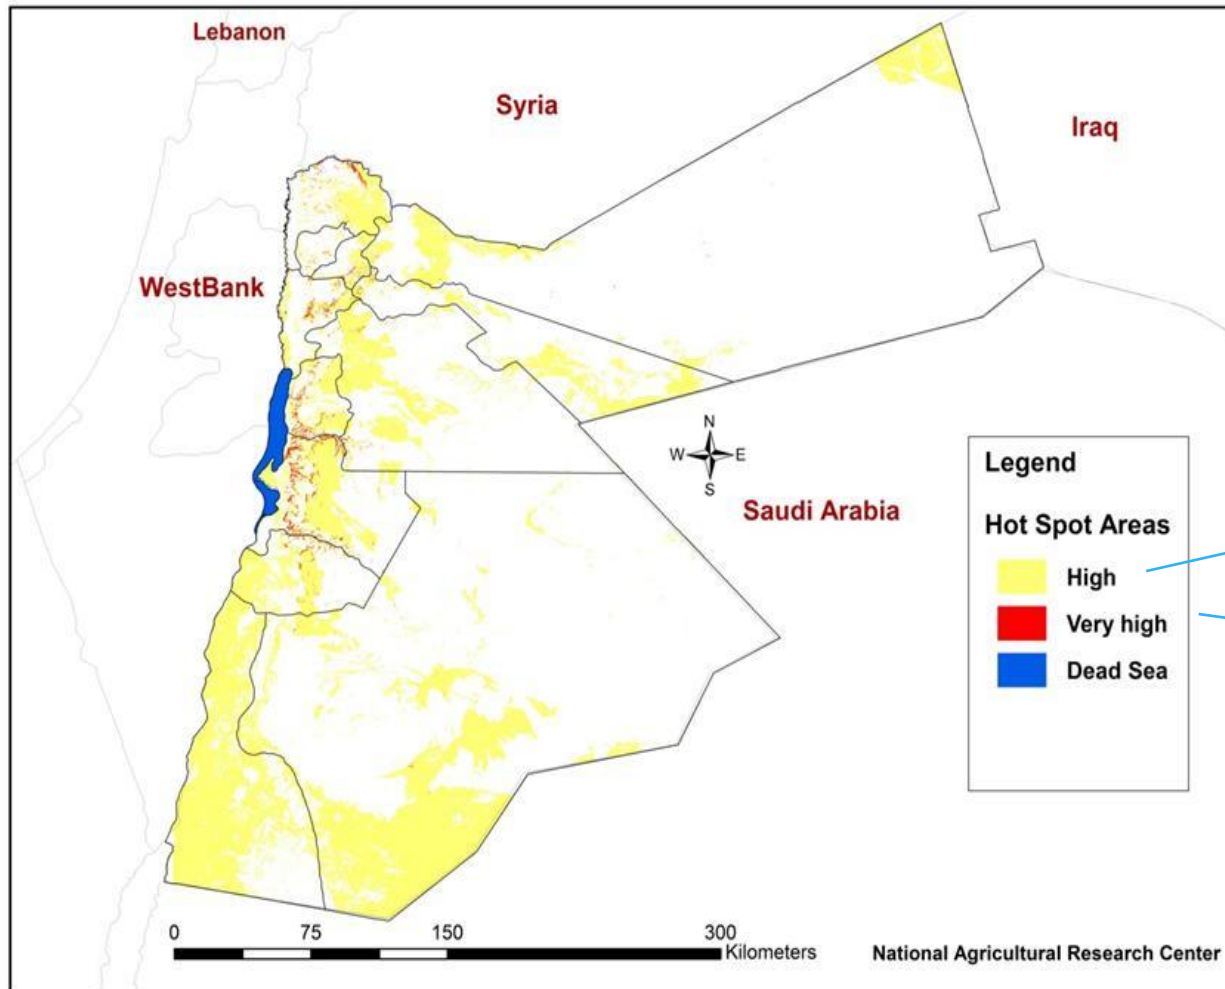 Lebanon
Syria
Iraq
WestBank
N
W E
S
Saudi Arabia
Legend
Hot Spot Areas
High
Very high
Dead Sea
0 75 150 300
Kilometers
National Agricultural Research Center